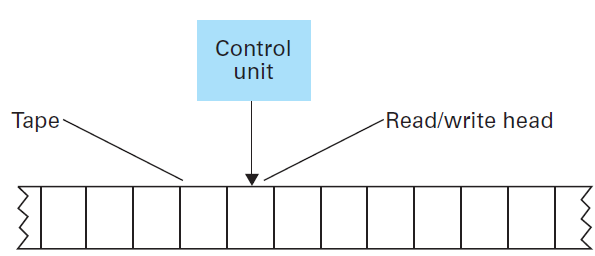 Control
unit
Tape
Read/write head